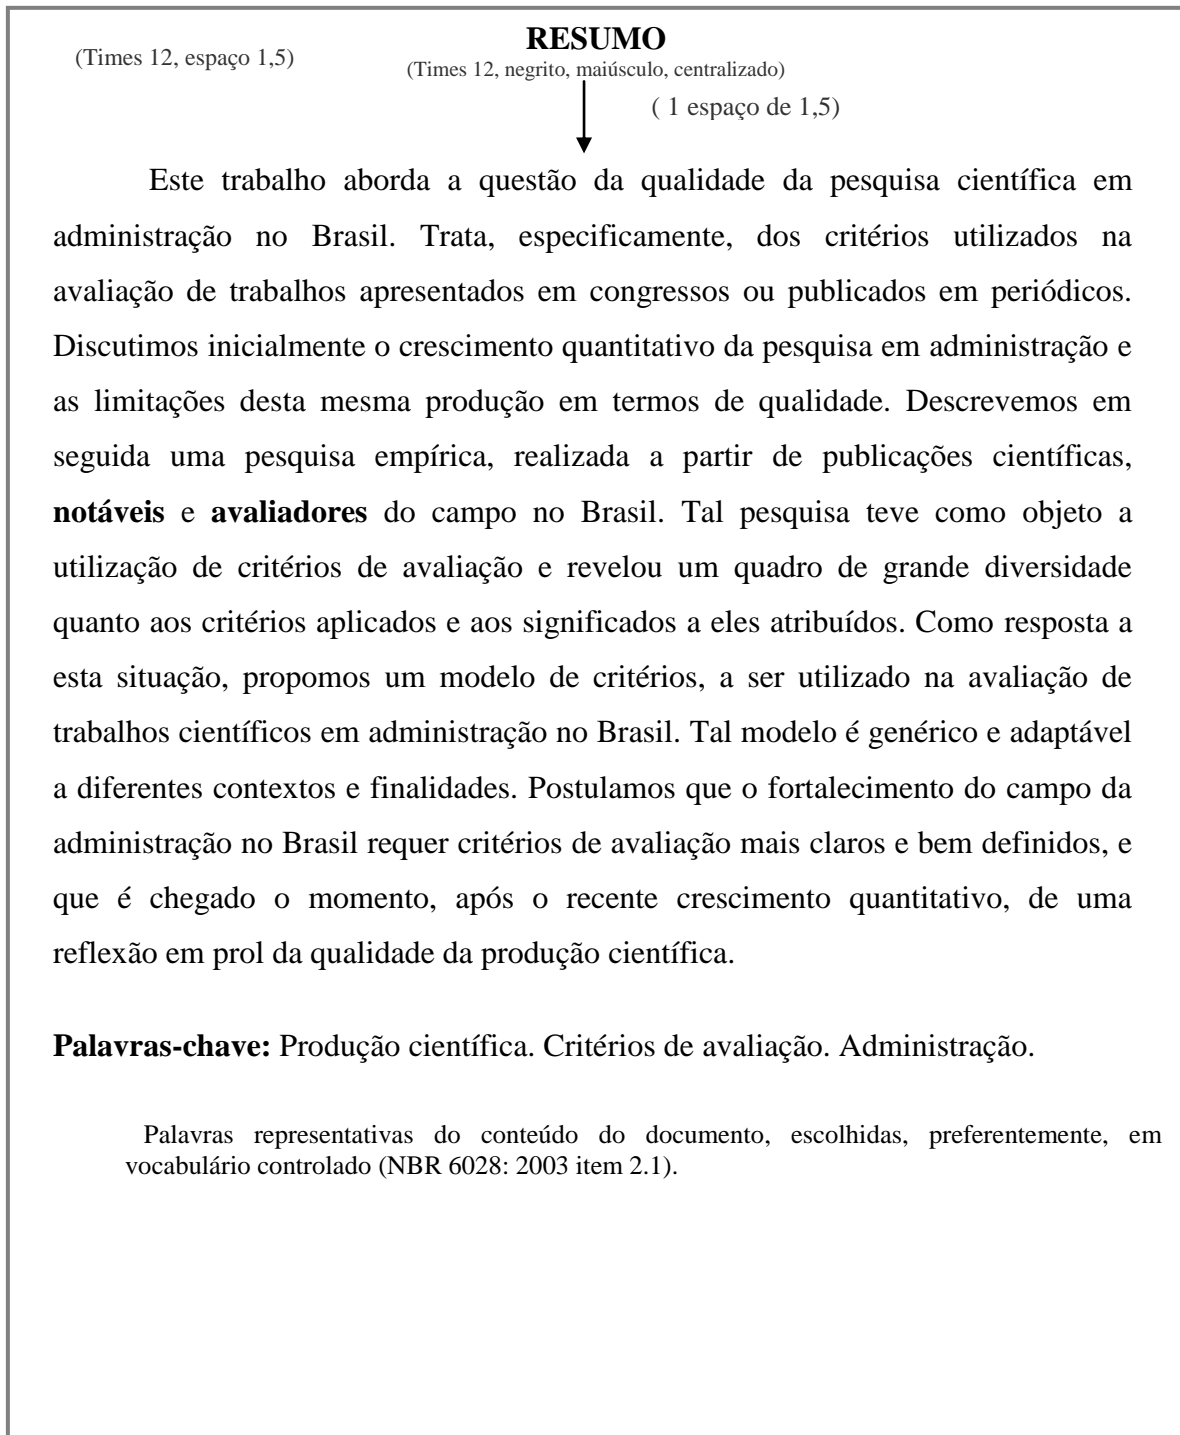 RESUMO
(Times 12, espaço 1,5)
(Times 12, negrito, maiúsculo, centralizado)
( 1 espaço de 1,5)
Este trabalho aborda a questão da qualidade da pesquisa científica em
administração no Brasil. Trata, especificamente, dos critérios utilizados na
avaliação de trabalhos apresentados em congressos ou publicados em periódicos.
Discutimos inicialmente o crescimento quantitativo da pesquisa em administração e
as limitações desta mesma produção em termos de qualidade. Descrevemos em
seguida uma pesquisa empírica, realizada a partir de publicações científicas,
notáveis e avaliadores do campo no Brasil. Tal pesquisa teve como objeto a
utilização de critérios de avaliação e revelou um quadro de grande diversidade
quanto aos critérios aplicados e aos significados a eles atribuídos. Como resposta a
esta situação, propomos um modelo de critérios, a ser utilizado na avaliação de
trabalhos científicos em administração no Brasil. Tal modelo é genérico e adaptável
a diferentes contextos e finalidades. Postulamos que o fortalecimento do campo da
administração no Brasil requer critérios de avaliação mais claros e bem definidos, e
que é chegado o momento, após o recente crescimento quantitativo, de uma
reflexão em prol da qualidade da produção científica.
Palavras-chave: Produção científica. Critérios de avaliação. Administração.
Palavras representativas do conteúdo do documento, escolhidas, preferentemente, em
vocabulário controlado (NBR 6028: 2003 item 2.1).